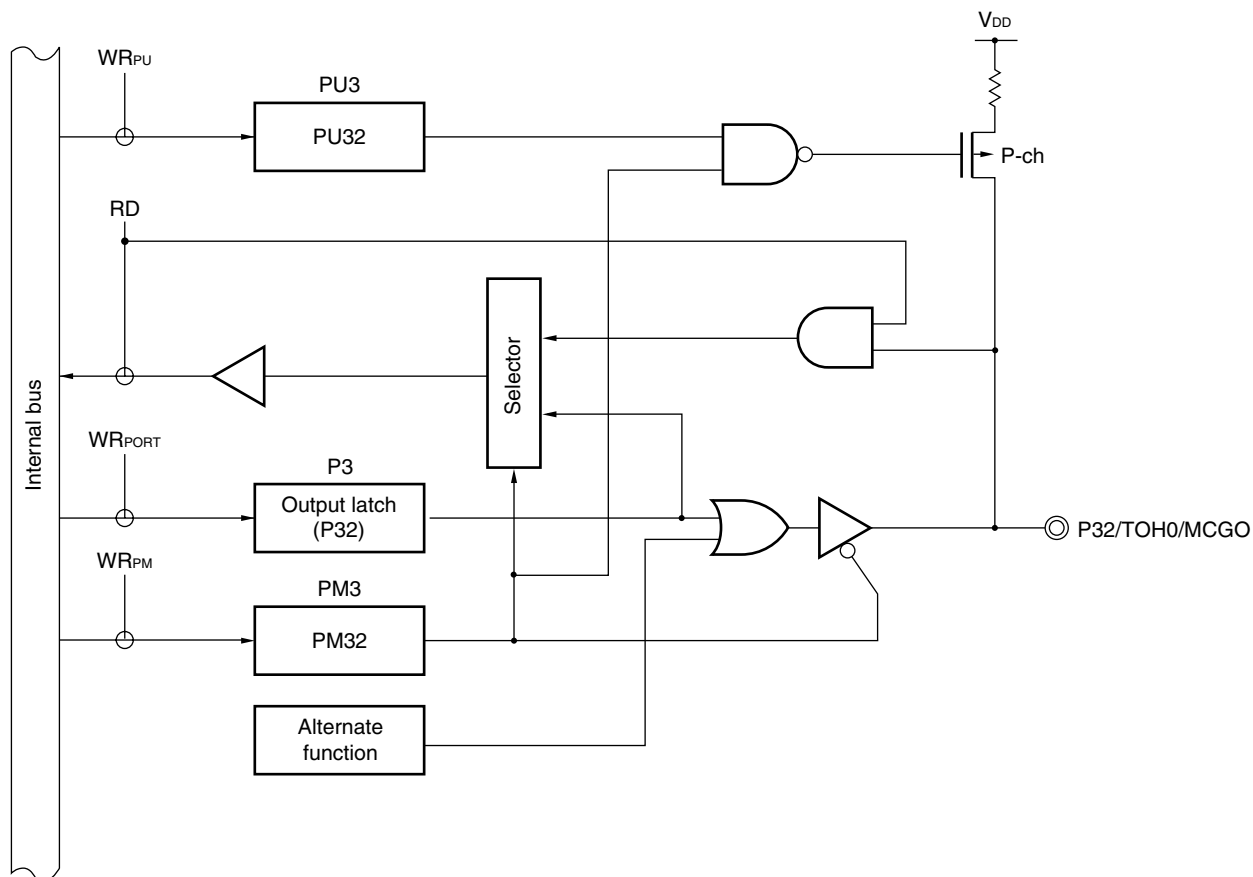 VDD
WRPU
PU3
PU32
P-ch
RD
Selector
Internal bus
WRPORT
P3
Output latch
(P32)
P32/TOH0/MCGO
WRPM
PM3
PM32
Alternate
function